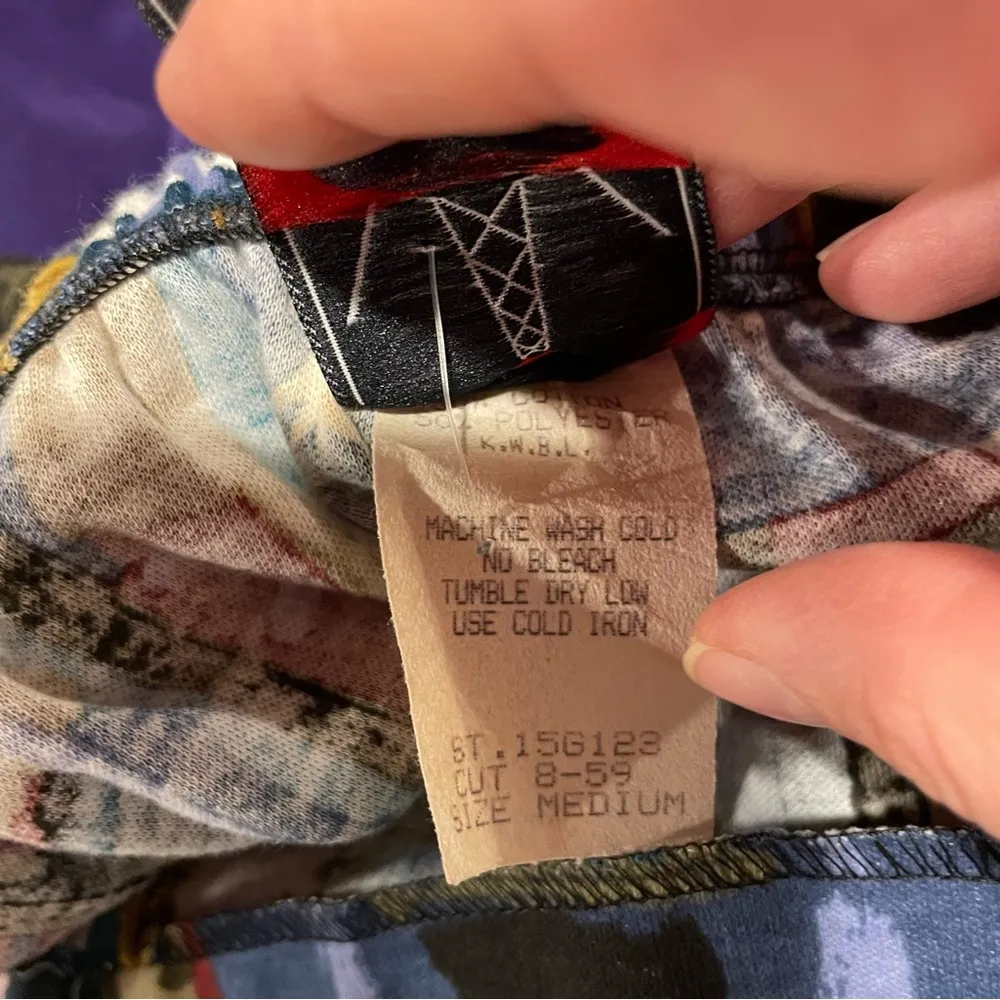 COTTON
POLYESTER
K.W.B.L.
MACHINE WASH COLD
NO BLEACH
TUMBLE DRY LOW
USE COLD IRON
ST.15G123
CUT 8-59
SIZE MEDIUM